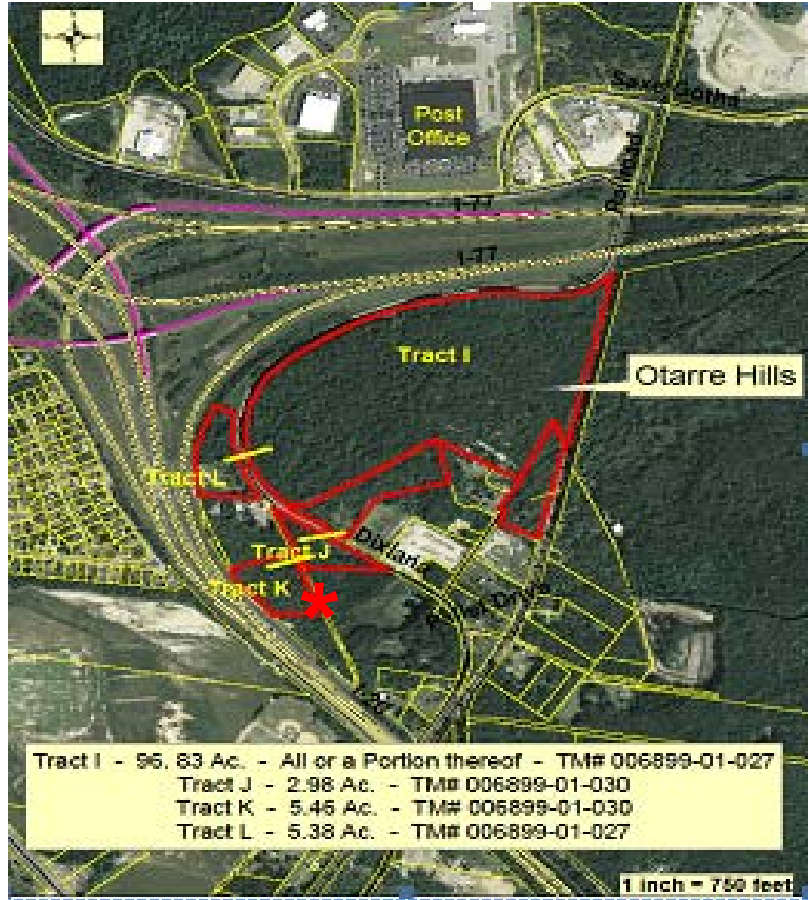 Saxe Gotha
Post
Office
I-77
I-77
Tract I
Otarre Hills
Tract L
Dixiana
Tract J
Tract K
Drive
Tract I - 96. 83 Ac. - All or a Portion thereof - TM# 006899-01-027
Tract J - 2.98 Ac. - TM# 006899-01-030
Tract K - 5.46 Ac. - TM# 006899-01-030
Tract L - 5.38 Ac. - TM# 006899-01-027
1 inch = 750 feet